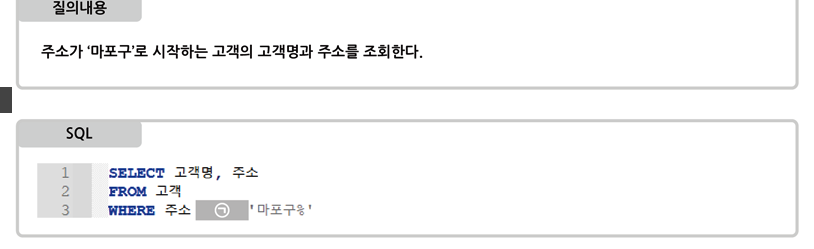 질의내용
주소가 ‘마포구’로 시작하는 고객의 고객명과 주소를 조회한다.
SQL
1 SELECT 고객명, 주소
2 FROM 고객
3 WHERE 주소 ㉠ '마포구%'